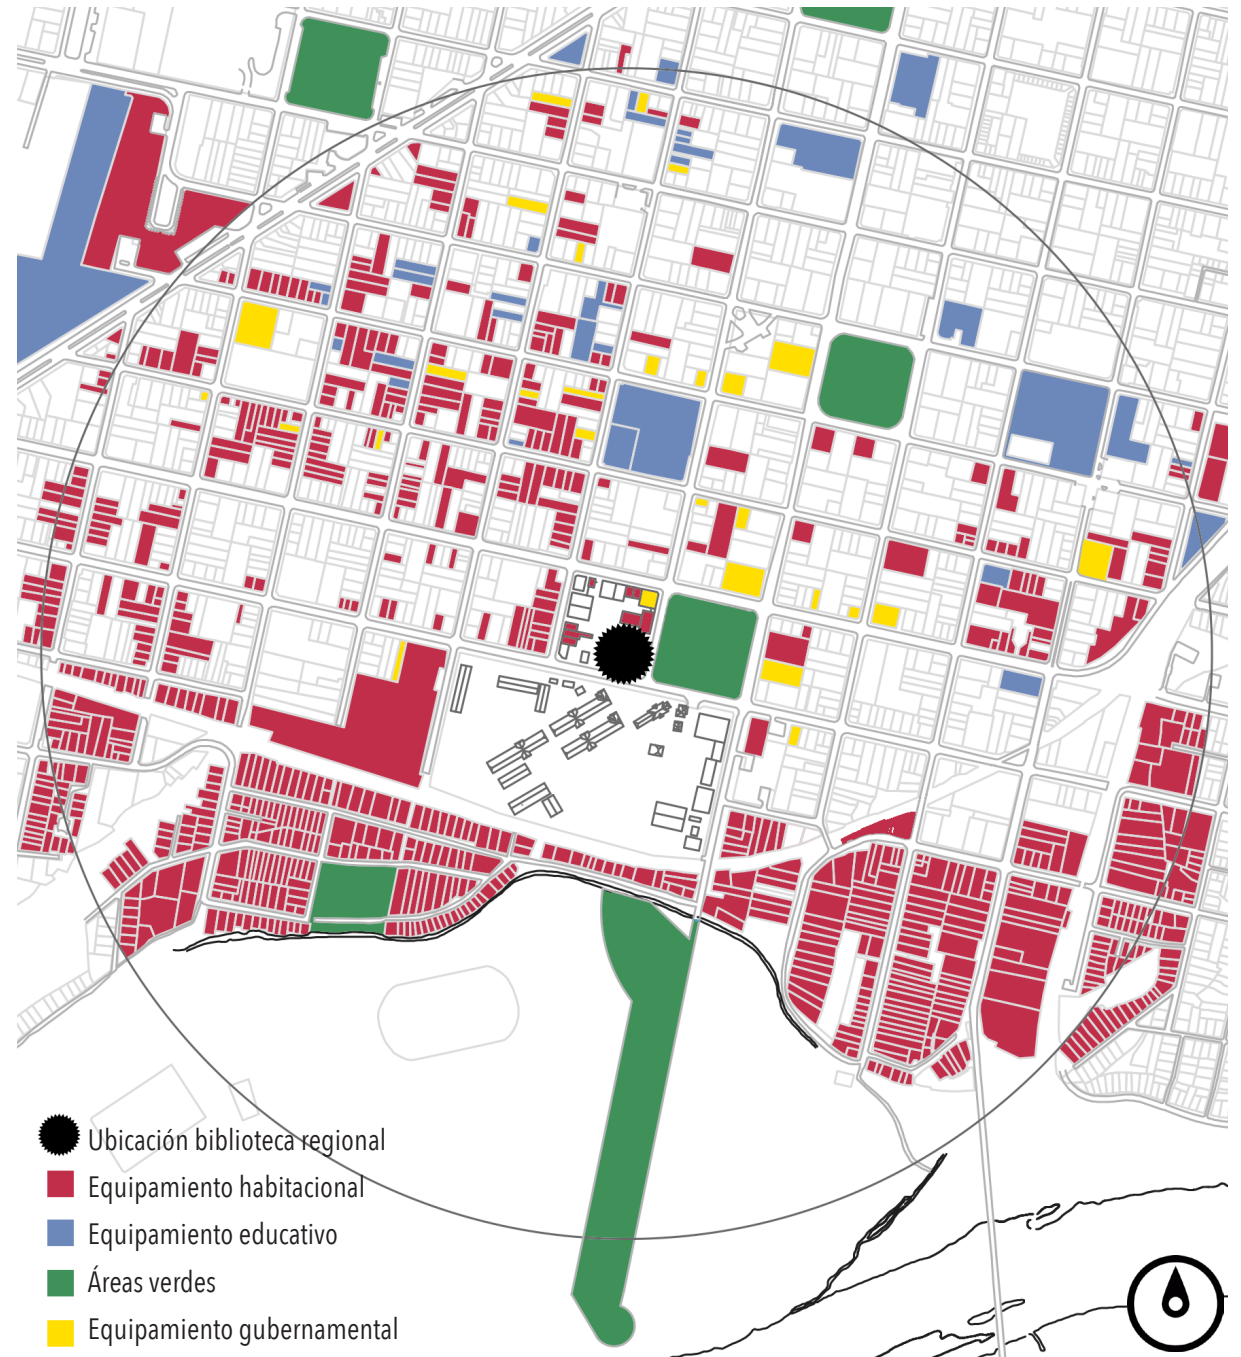 Ubicación biblioteca regional
Equipamiento habitacional
Equipamiento educativo
Áreas verdes
Equipamiento gubernamental